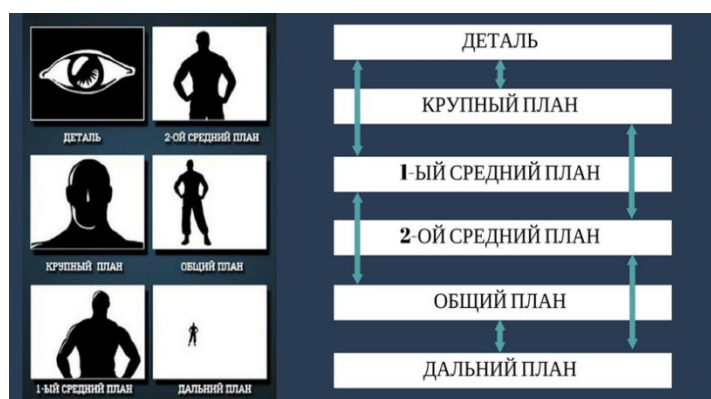 ДЕТАЛЬ
2-ОЙ СРЕДНИЙ ПЛАН
КРУПНЫЙ ПЛАН
ОБЩИЙ ПЛАН
1-ЫЙ СРЕДНИЙ ПЛАН
ДАЛЬНИЙ ПЛАН
ДЕТАЛЬ
КРУПНЫЙ ПЛАН
1-ЫЙ СРЕДНИЙ ПЛАН
2-ОЙ СРЕДНИЙ ПЛАН
ОБЩИЙ ПЛАН
ДАЛЬНИЙ ПЛАН